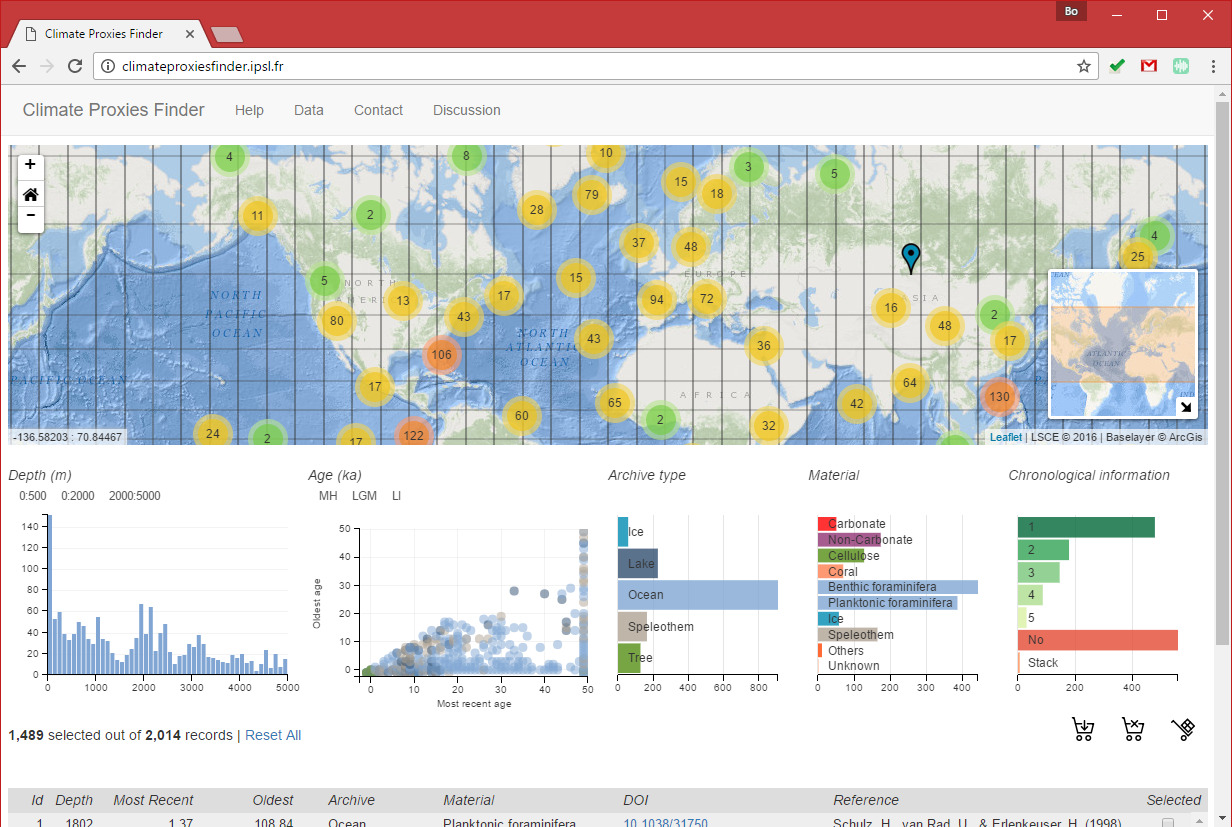 Bo
Climate Proxies Finder
climateproxiesfinder.ipsl.fr
Climate Proxies Finder Help Data Contact Discussion
+
−
4 8 10 3 5
79 15 18
11 2 28 4
37 48 25
5 15 EUROPE
NORTH
AMERI
17 94 72 16 SIA
13
NORTH
PACIFIC
OCEAN
80 43 2 48 17
NORTH
ATLANTIC
OCEAN
43 36
106
PACIFIC OCEAN
17 64 130
AFRICA
65 42
60 2 32
24 2 17 122
ATLANTIC
OCEAN
-136.58203 : 70.84467
Leaflet | LSCE © 2016 | Baselayer © ArcGis
Depth (m) Age (ka) Archive type Material Chronological information
0:500 0:2000 2000:5000 MH LGM LI
140
120
100
80
60
40
20
0
0 1000 2000 3000 4000 5000
Oldest age
50
40
30
20
10
0
0 10 20 30 40 50
Most recent age
Ice
Lake
Ocean
Speleothem
Tree
0 200 400 600 800
Carbonate
Non-Carbonate
Cellulose
Coral
Benthic foraminifera
Planktonic foraminifera
Ice
Speleothem
Others
Unknown
0 100 200 300 400
1
2
3
4
5
No
Stack
0 200 400
1,489 selected out of 2,014 records | Reset All
Id Depth Most Recent Oldest Archive Material DOI Reference Selected
1 1802 1.37 108.84 Ocean Planktonic foraminifera 10.1038/31750 Schulz, H., van Rad, U., & Erlenkeuser, H. (1998)